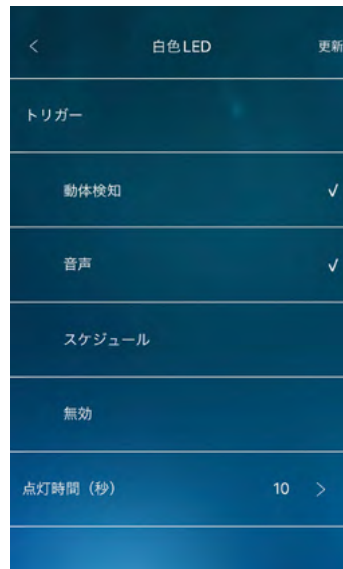 白色LED 更新
トリガー
動体検知
音声
スケジュール
無効
点灯時間（秒） 10